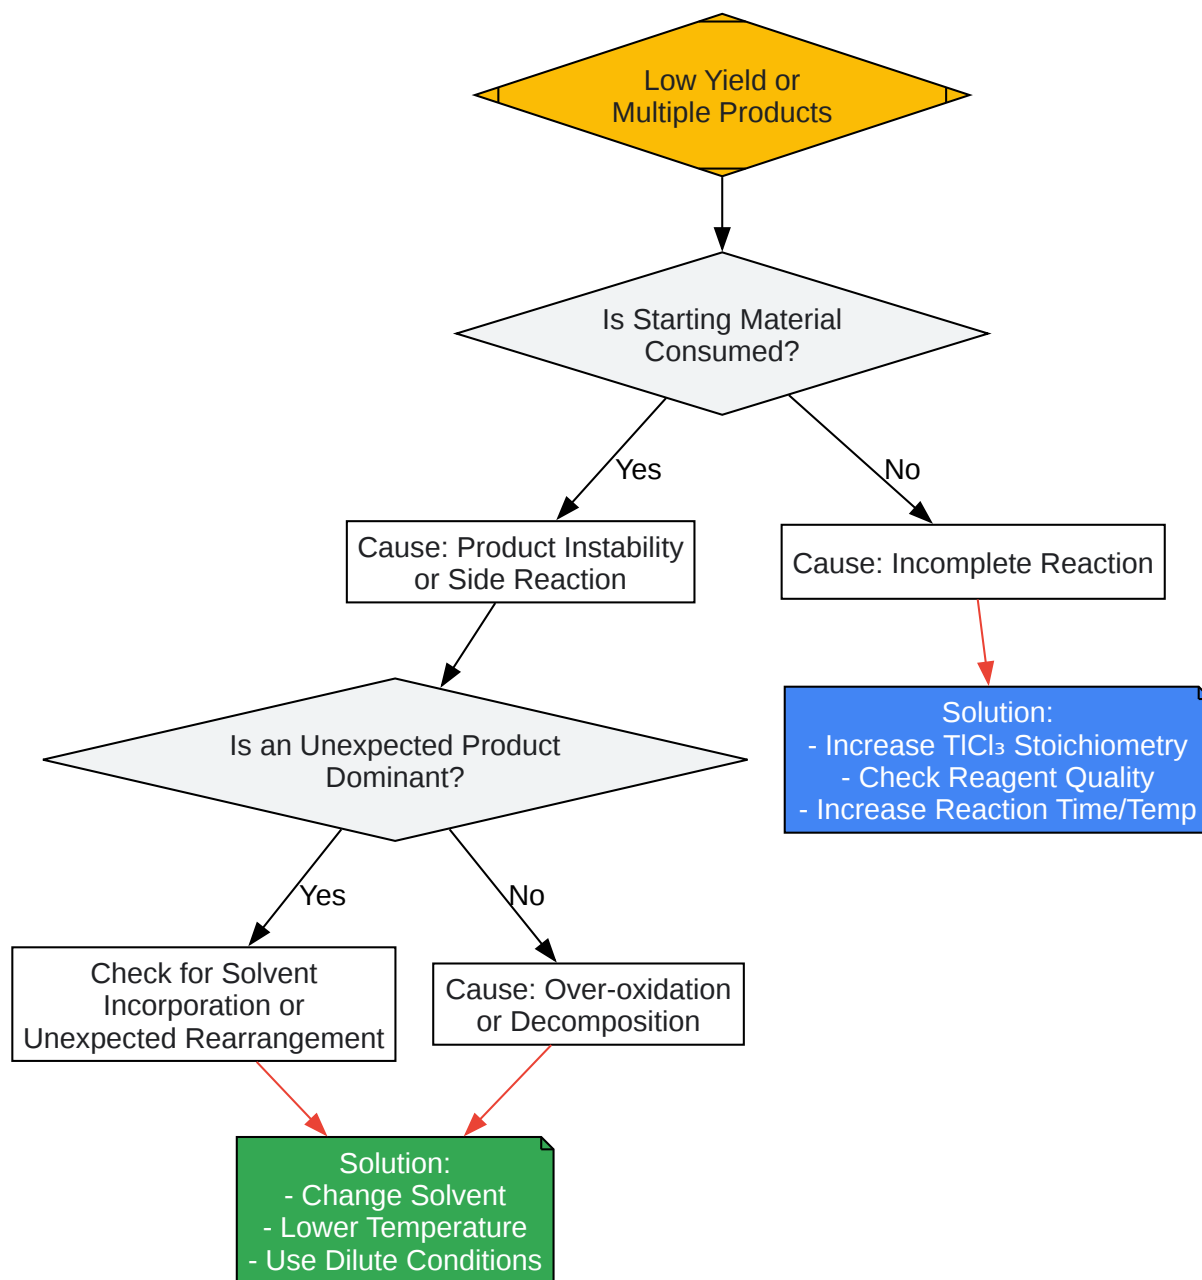 Low Yield or
Multiple Products
Is Starting Material
Consumed?
Yes
No
Cause: Product Instability
or Side Reaction
Cause: Incomplete Reaction
Is an Unexpected Product
Dominant?
Solution:
- Increase TlCl₃ Stoichiometry
- Check Reagent Quality
- Increase Reaction Time/Temp
Yes
No
Check for Solvent
Incorporation or
Unexpected Rearrangement
Cause: Over-oxidation
or Decomposition
Solution:
- Change Solvent
- Lower Temperature
- Use Dilute Conditions